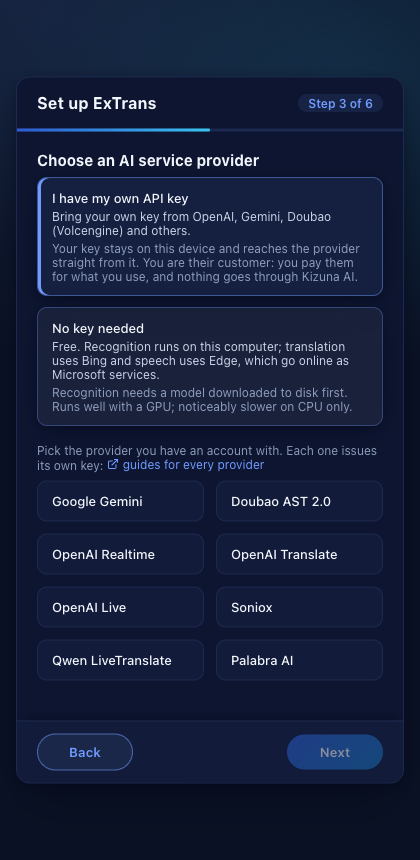 Set up ExTrans
Step 3 of 6
Choose an AI service provider
I have my own API key
Bring your own key from OpenAI, Gemini, Doubao
(Volcengine) and others.
Your key stays on this device and reaches the provider
straight from it. You are their customer: you pay them
for what you use, and nothing goes through Kizuna AI.
No key needed
Free. Recognition runs on this computer; translation
uses Bing and speech uses Edge, which go online as
Microsoft services.
Recognition needs a model downloaded to disk first.
Runs well with a GPU; noticeably slower on CPU only.
Pick the provider you have an account with. Each one issues
its own key: guides for every provider
Google Gemini
Doubao AST 2.0
OpenAI Realtime
OpenAI Translate
OpenAI Live
Soniox
Qwen LiveTranslate
Palabra AI
Back
Next